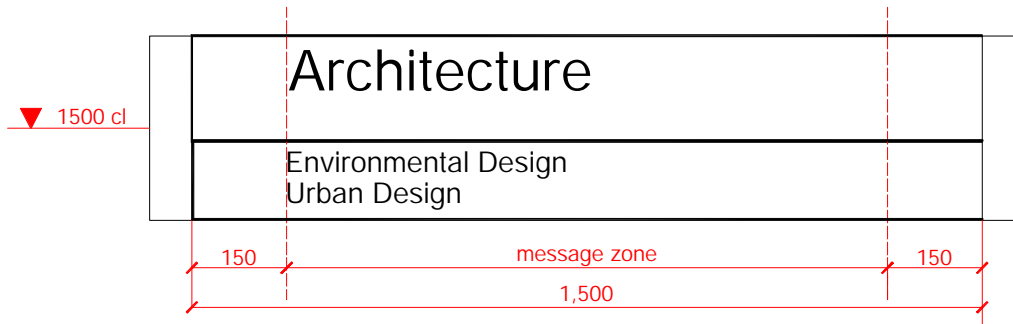 Architecture
1500 cl
Environmental Design
Urban Design
150
message zone
150
1,500